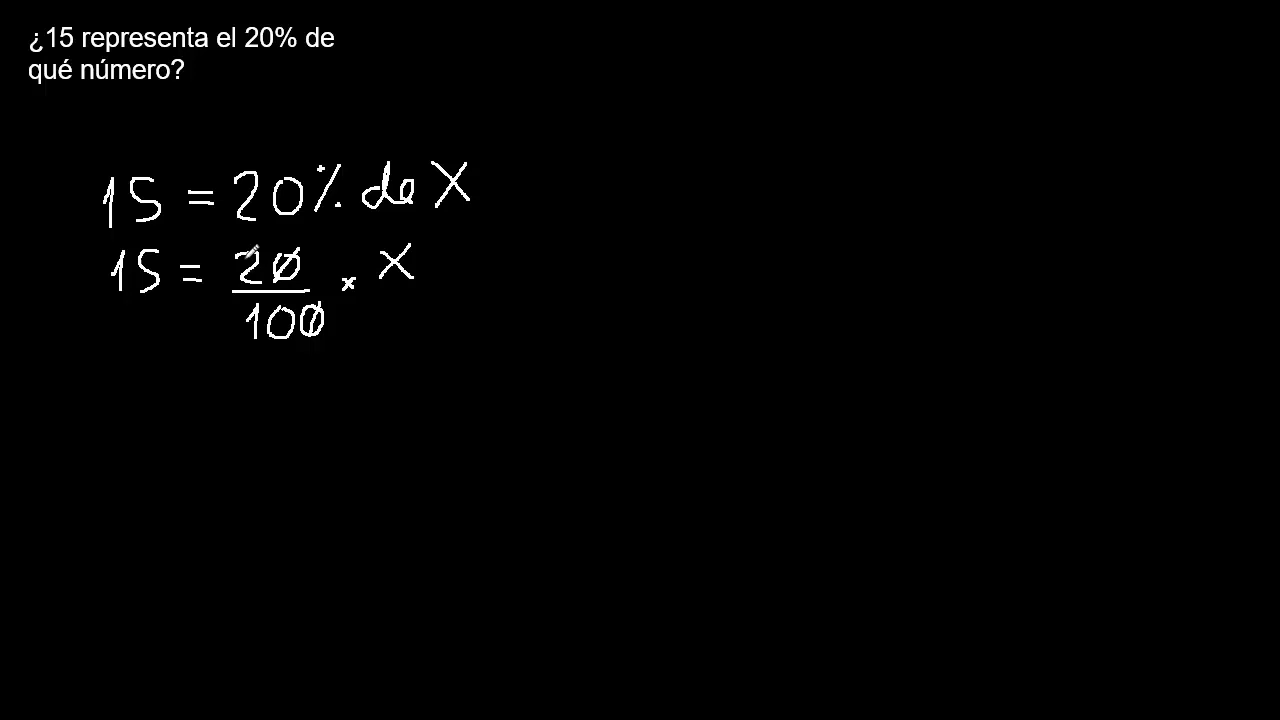 ¿15 representa el 20% de
qué número?
15 = 20% de X
15 = 20/100 × X